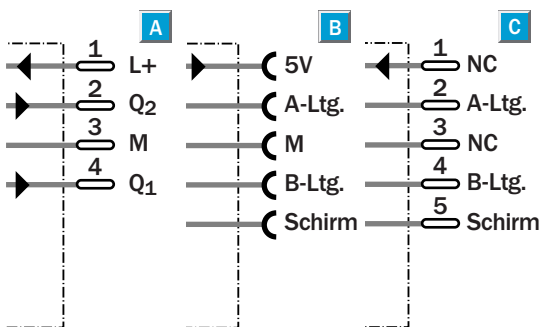 A
1 L+
2 Q2
3 M
4 Q1
B
5V
A-Ltg.
M
B-Ltg.
Schirm
C
1 NC
2 A-Ltg.
3 NC
4 B-Ltg.
5 Schirm